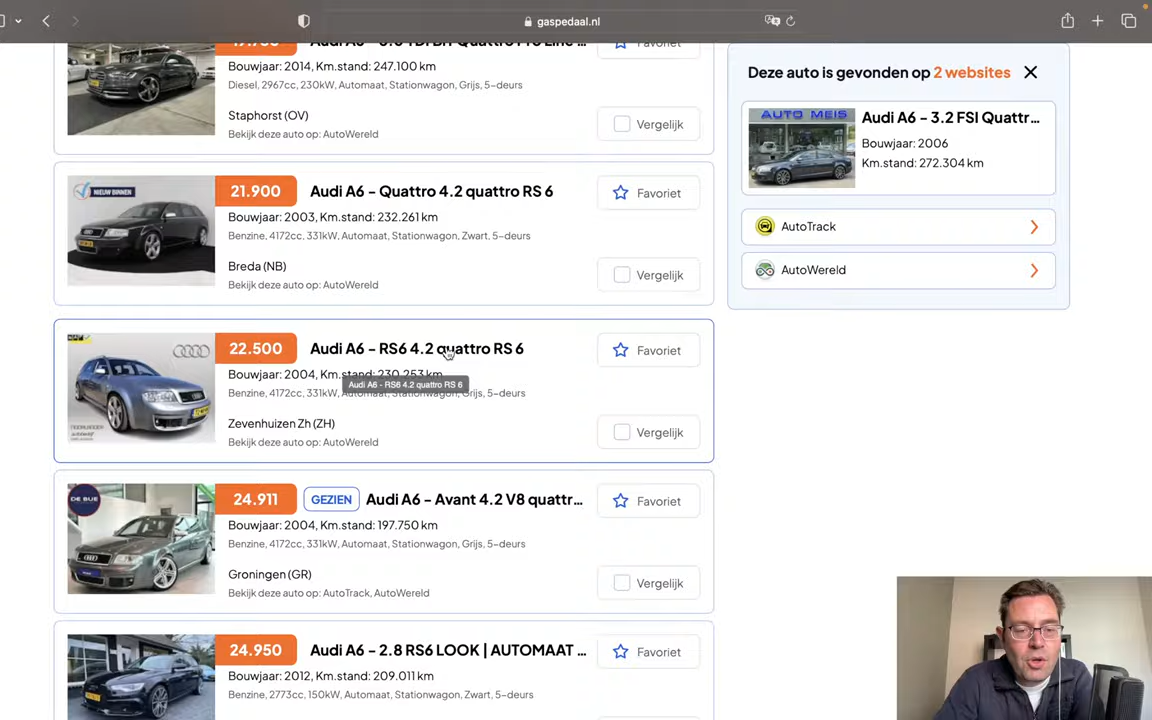 gaspedaal.nl
Bouwjaar: 2014, Km.stand: 247.100 km
Diesel, 2967cc, 230kW, Automaat, Stationwagon, Grijs, 5-deurs
Staphorst (OV)
Bekijk deze auto op: AutoWereld
Vergelijk
NIEUW BINNEN
21.900
Audi A6 - Quattro 4.2 quattro RS 6
Favoriet
Bouwjaar: 2003, Km.stand: 232.261 km
Benzine, 4172cc, 331kW, Automaat, Stationwagon, Zwart, 5-deurs
Breda (NB)
Bekijk deze auto op: AutoWereld
Vergelijk
22.500
Audi A6 - RS6 4.2 quattro RS 6
Favoriet
Bouwjaar: 2004, Km.stand: 230.253 km
Audi A6 - RS6 4.2 quattro RS 6
Benzine, 4172cc, 331kW, Automaat, Stationwagon, Grijs, 5-deurs
Zevenhuizen Zh (ZH)
Bekijk deze auto op: AutoWereld
Vergelijk
DE BUE
24.911
GEZIEN
Audi A6 - Avant 4.2 V8 quattr...
Favoriet
Bouwjaar: 2004, Km.stand: 197.750 km
Benzine, 4172cc, 331kW, Automaat, Stationwagon, Grijs, 5-deurs
Groningen (GR)
Bekijk deze auto op: AutoTrack, AutoWereld
Vergelijk
24.950
Audi A6 - 2.8 RS6 LOOK | AUTOMAAT ...
Favoriet
Bouwjaar: 2012, Km.stand: 209.011 km
Benzine, 2773cc, 150kW, Automaat, Stationwagon, Zwart, 5-deurs
Deze auto is gevonden op 2 websites
AUTO MEIS
Audi A6 - 3.2 FSI Quattr...
Bouwjaar: 2006
Km.stand: 272.304 km
AutoTrack
AutoWereld